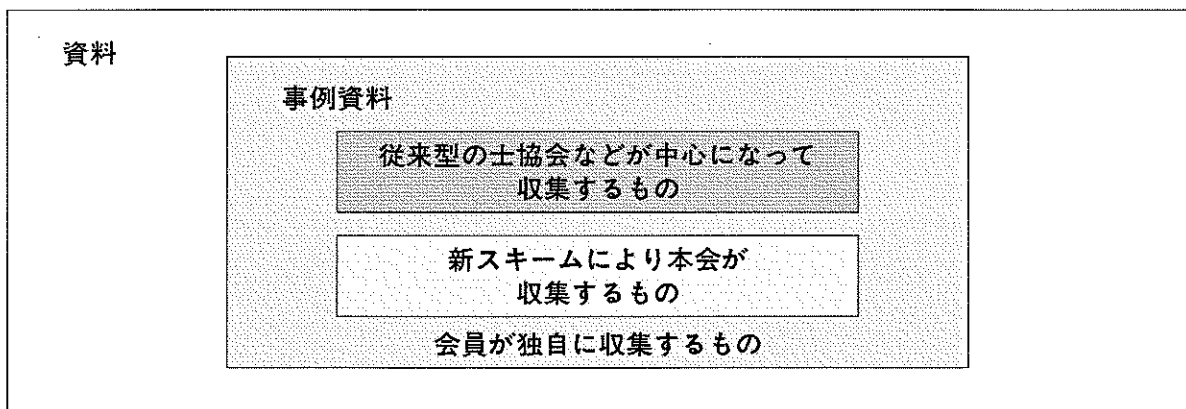 資料
事例資料
従来型の士協会などが中心になって
収集するもの
新スキームにより本会が
収集するもの
会員が独自に収集するもの